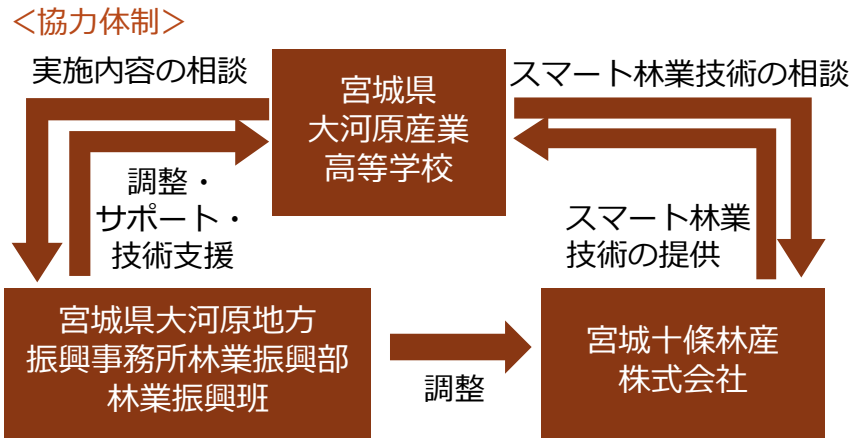 ＜協力体制＞
実施内容の相談
スマート林業技術の相談
宮城県
大河原産業
高等学校
調整・
サポート・
技術支援
スマート林業
技術の提供
宮城県大河原地方
振興事務所林業振興部
林業振興班
調整
宮城十條林産
株式会社